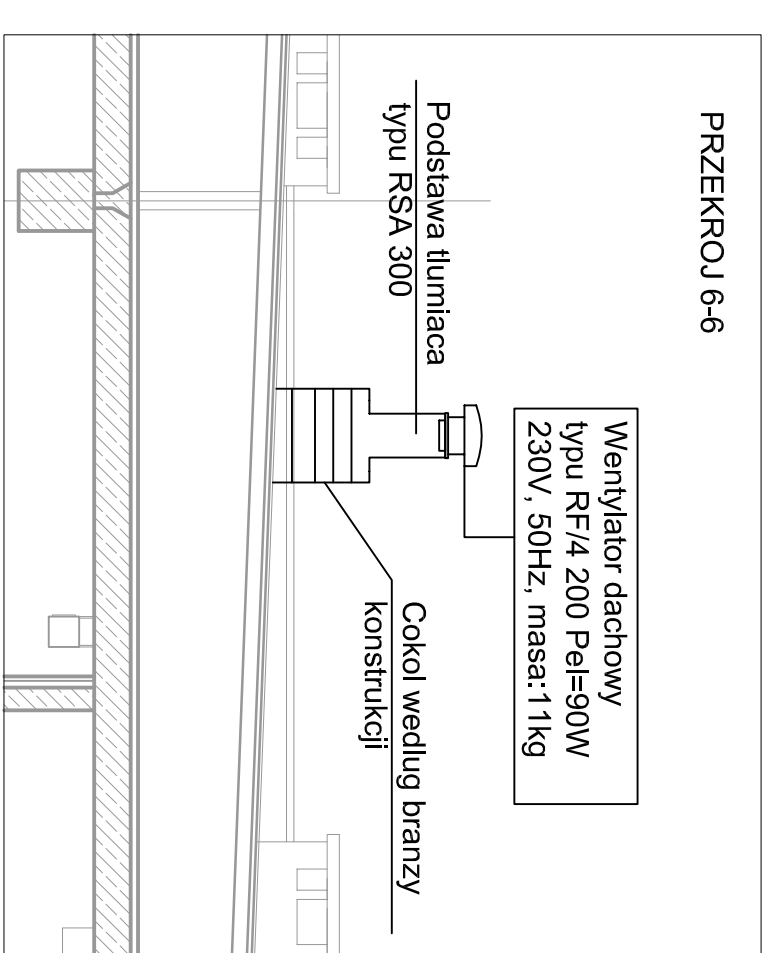 PRZEKROJ 6-6
Wentylator dachowy
typu RF/4 200 Pel=90W
230V, 50Hz, masa:11kg
Podstawa tlumiaca
typu RSA 300
Cokol wedlug branzy
konstrukcji